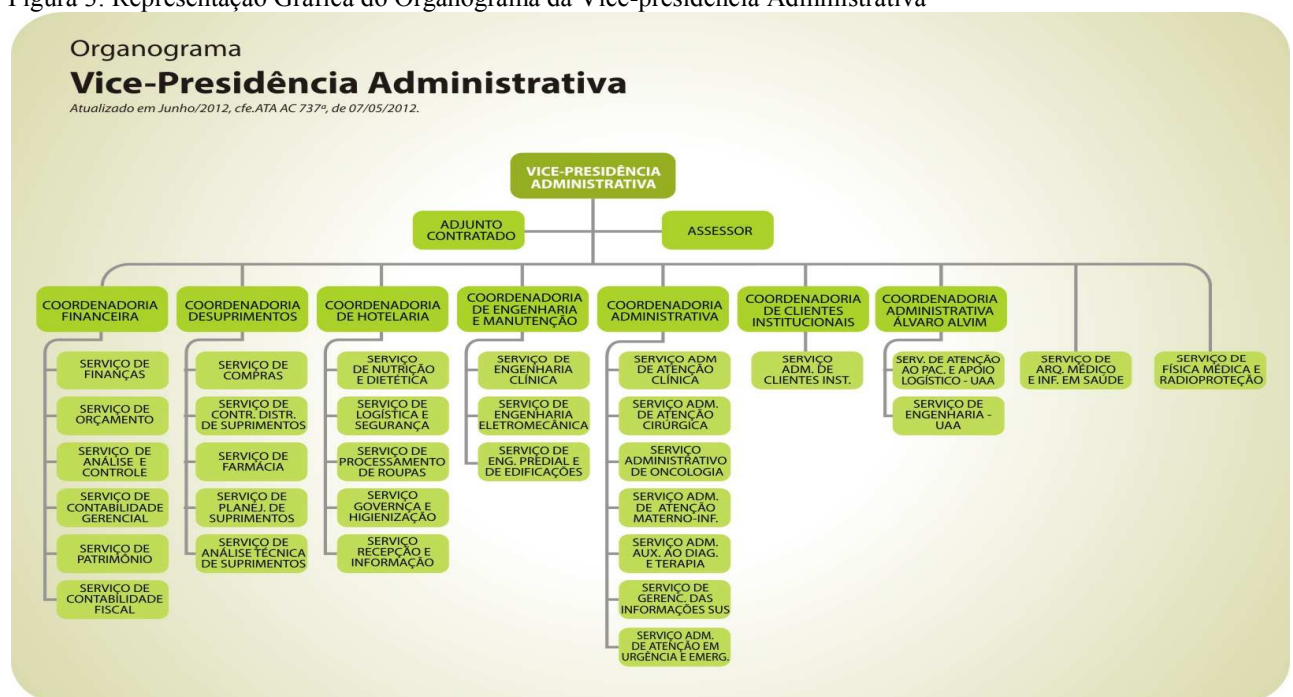 Figura 3: Representação Gráfica do Organograma da Vice-presidência Administrativa
Organograma
Vice-Presidência Administrativa
Atualizado em Junho/2012, cfe.ATA AC 737ª, de 07/05/2012.
VICE-PRESIDÊNCIA
ADMINISTRATIVA
ADJUNTO
CONTRATADO
ASSESSOR
COORDENADORIA
FINANCEIRA
SERVIÇO DE
FINANÇAS
SERVIÇO DE
ORÇAMENTO
SERVIÇO DE
ANÁLISE E
CONTROLE
SERVIÇO DE
CONTABILIDADE
GERENCIAL
SERVIÇO DE
PATRIMÔNIO
SERVIÇO DE
CONTABILIDADE
FISCAL
COORDENADORIA
DESUPRIMENTOS
SERVIÇO DE
COMPRAS
SERVIÇO DE
CONTR. DISTR.
DE SUPRIMENTOS
SERVIÇO DE
FARMÁCIA
SERVIÇO DE
PLANEJ. DE
SUPRIMENTOS
SERVIÇO DE
ANÁLISE TÉCNICA
DE SUPRIMENTOS
COORDENADORIA
DE HOTELARIA
SERVIÇO
DE NUTRIÇÃO
E DIETÉTICA
SERVIÇO DE
LOGÍSTICA E
SEGURANÇA
SERVIÇO DE
PROCESSAMENTO
DE ROUPAS
SERVIÇO
GOVERNÇA E
HIGIENIZAÇÃO
SERVIÇO
RECEPÇÃO E
INFORMAÇÃO
COORDENADORIA
DE ENGENHARIA
E MANUTENÇÃO
SERVIÇO DE
ENGENHARIA
CLÍNICA
SERVIÇO DE
ENGENHARIA
ELETROMECÂNICA
SERVIÇO DE
ENG. PREDIAL E
DE EDIFICAÇÕES
COORDENADORIA
ADMINISTRATIVA
SERVIÇO ADM
DE ATENÇÃO
CLÍNICA
SERVIÇO ADM.
DE ATENÇÃO
CIRÚRGICA
SERVIÇO
ADMINISTRATIVO
DE ONCOLOGIA
SERVIÇO ADM.
DE ATENÇÃO
MATERNO-INF.
SERVIÇO ADM.
AUX. AO DIAG.
E TERAPIA
SERVIÇO DE
GERENC. DAS
INFORMAÇÕES SUS
SERVIÇO ADM.
DE ATENÇÃO EM
URGÊNCIA E EMERG.
COORDENADORIA
DE CLIENTES
INSTITUCIONAIS
SERVIÇO
ADM. DE
CLIENTES INST.
COORDENADORIA
ADMINISTRATIVA
ÁLVARO ALVIM
SERV. DE ATENÇÃO
AO PAC. E APOIO
LOGÍSTICO - UAA
SERVIÇO DE
ENGENHARIA -
UAA
SERVIÇO DE
ARQ. MÉDICO
E INF. EM SAÚDE
SERVIÇO DE
FÍSICA MÉDICA E
RADIOPROTEÇÃO